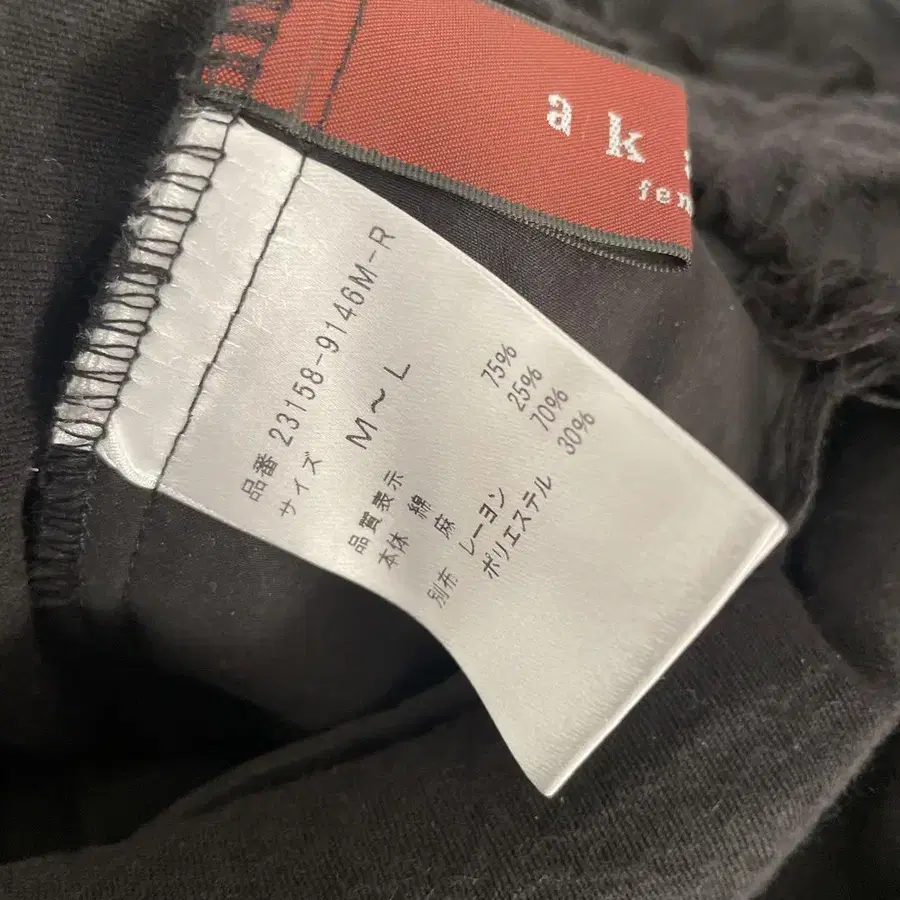 a k
fen
品番 23158-9146M-R
サイズ M〜L
品質表示
本体 綿 75%
麻 25%
別布 レーヨン 70%
ポリエステル 30%